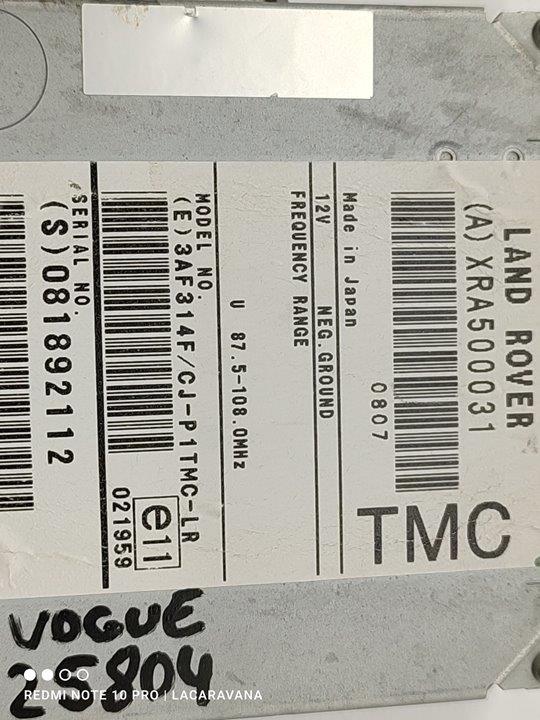 LAND ROVER
(A) XRA500031
TMC
0807
Made in Japan
12V NEG.GROUND
FREQUENCY RANGE
U 87.5-108.0MHz
MODEL NO.
(E)3AF314F/CJ-P1TMC-LR
e11
021959
SERIAL NO.
(S)081892112
VOGUE
25804
REDMI NOTE 10 PRO | LACARAVANA